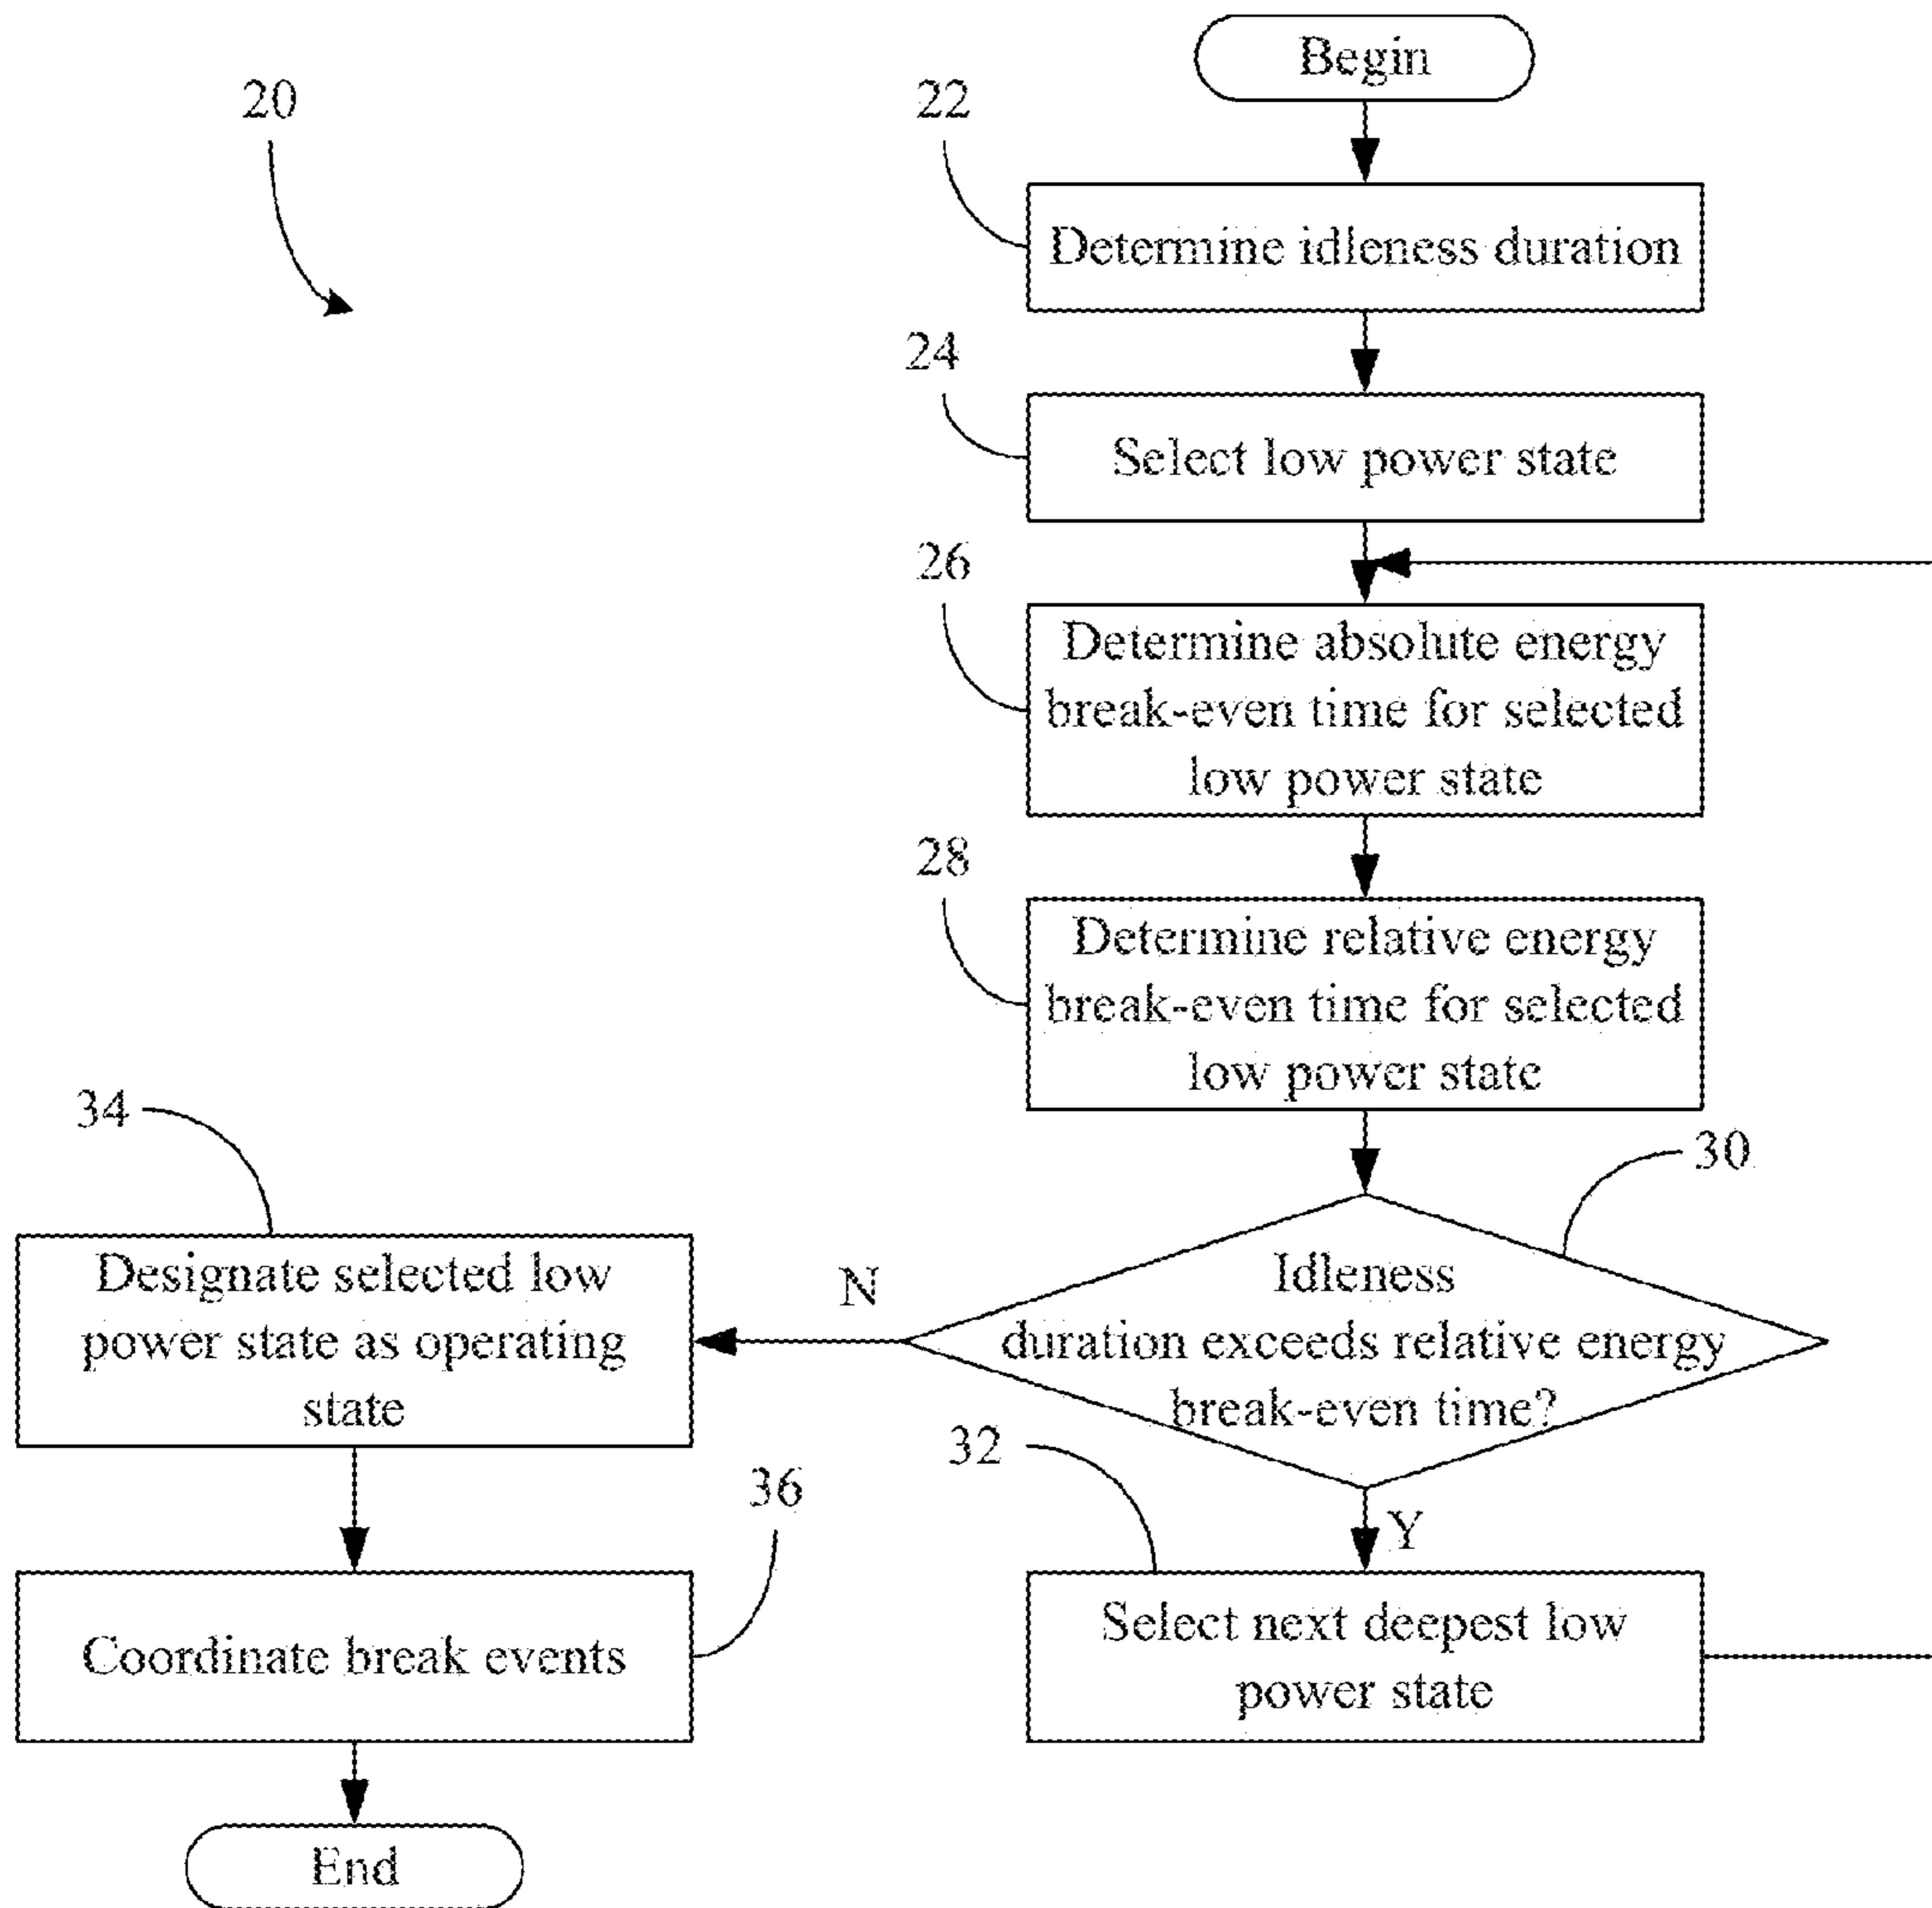 Begin
20
22
Determine idleness duration
24
Select low power state
26
Determine absolute energy
break-even time for selected
low power state
28
Determine relative energy
break-even time for selected
low power state
30
Idleness
duration exceeds relative energy
break-even time?
N
Y
34
Designate selected low
power state as operating
state
32
Select next deepest low
power state
36
Coordinate break events
End